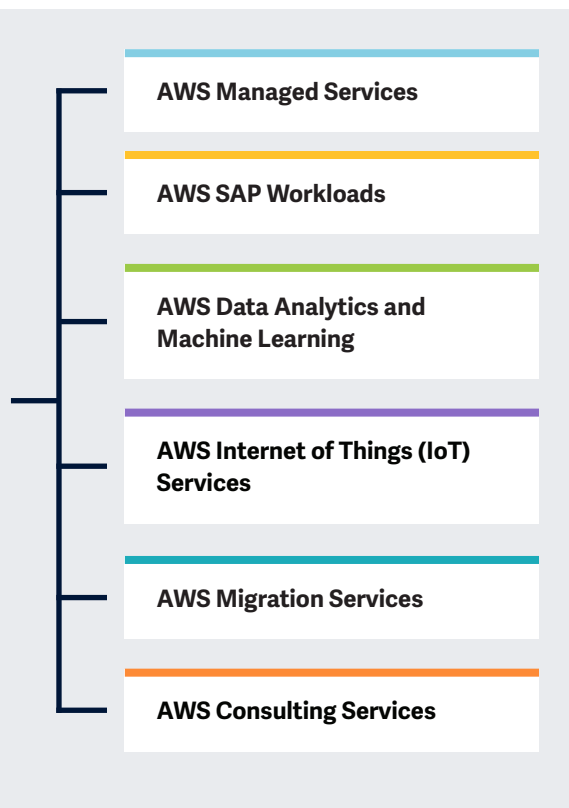 AWS Managed Services
AWS SAP Workloads
AWS Data Analytics and
Machine Learning
AWS Internet of Things (IoT)
Services
AWS Migration Services
AWS Consulting Services